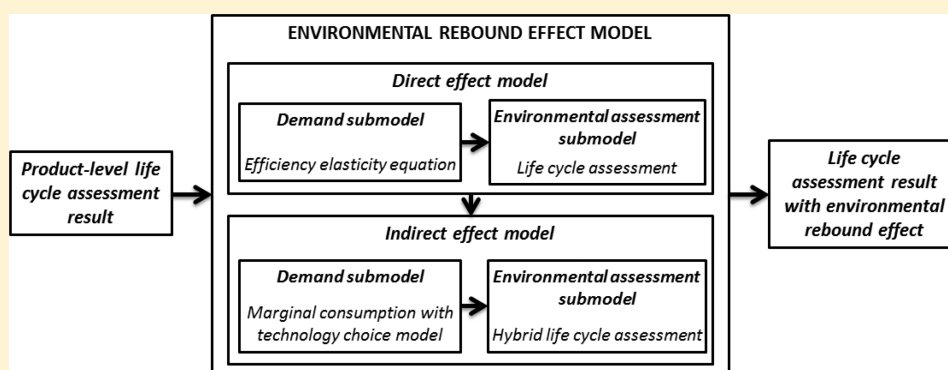 ENVIRONMENTAL REBOUND EFFECT MODEL
Product-level life
cycle assessment
result
Direct effect model
Demand submodel
Efficiency elasticity equation
Environmental assessment
submodel
Life cycle assessment
Indirect effect model
Demand submodel
Marginal consumption with
technology choice model
Environmental assessment
submodel
Hybrid life cycle assessment
Life cycle
assessment result
with environmental
rebound effect